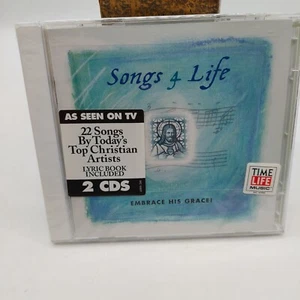 Songs 4 Life
AS SEEN ON TV
22 Songs
By Today's
Top Christian
Artists
LYRIC BOOK
INCLUDED
2 CDS
TIME
LIFE
MUSIC
EMBRACE HIS GRACE!